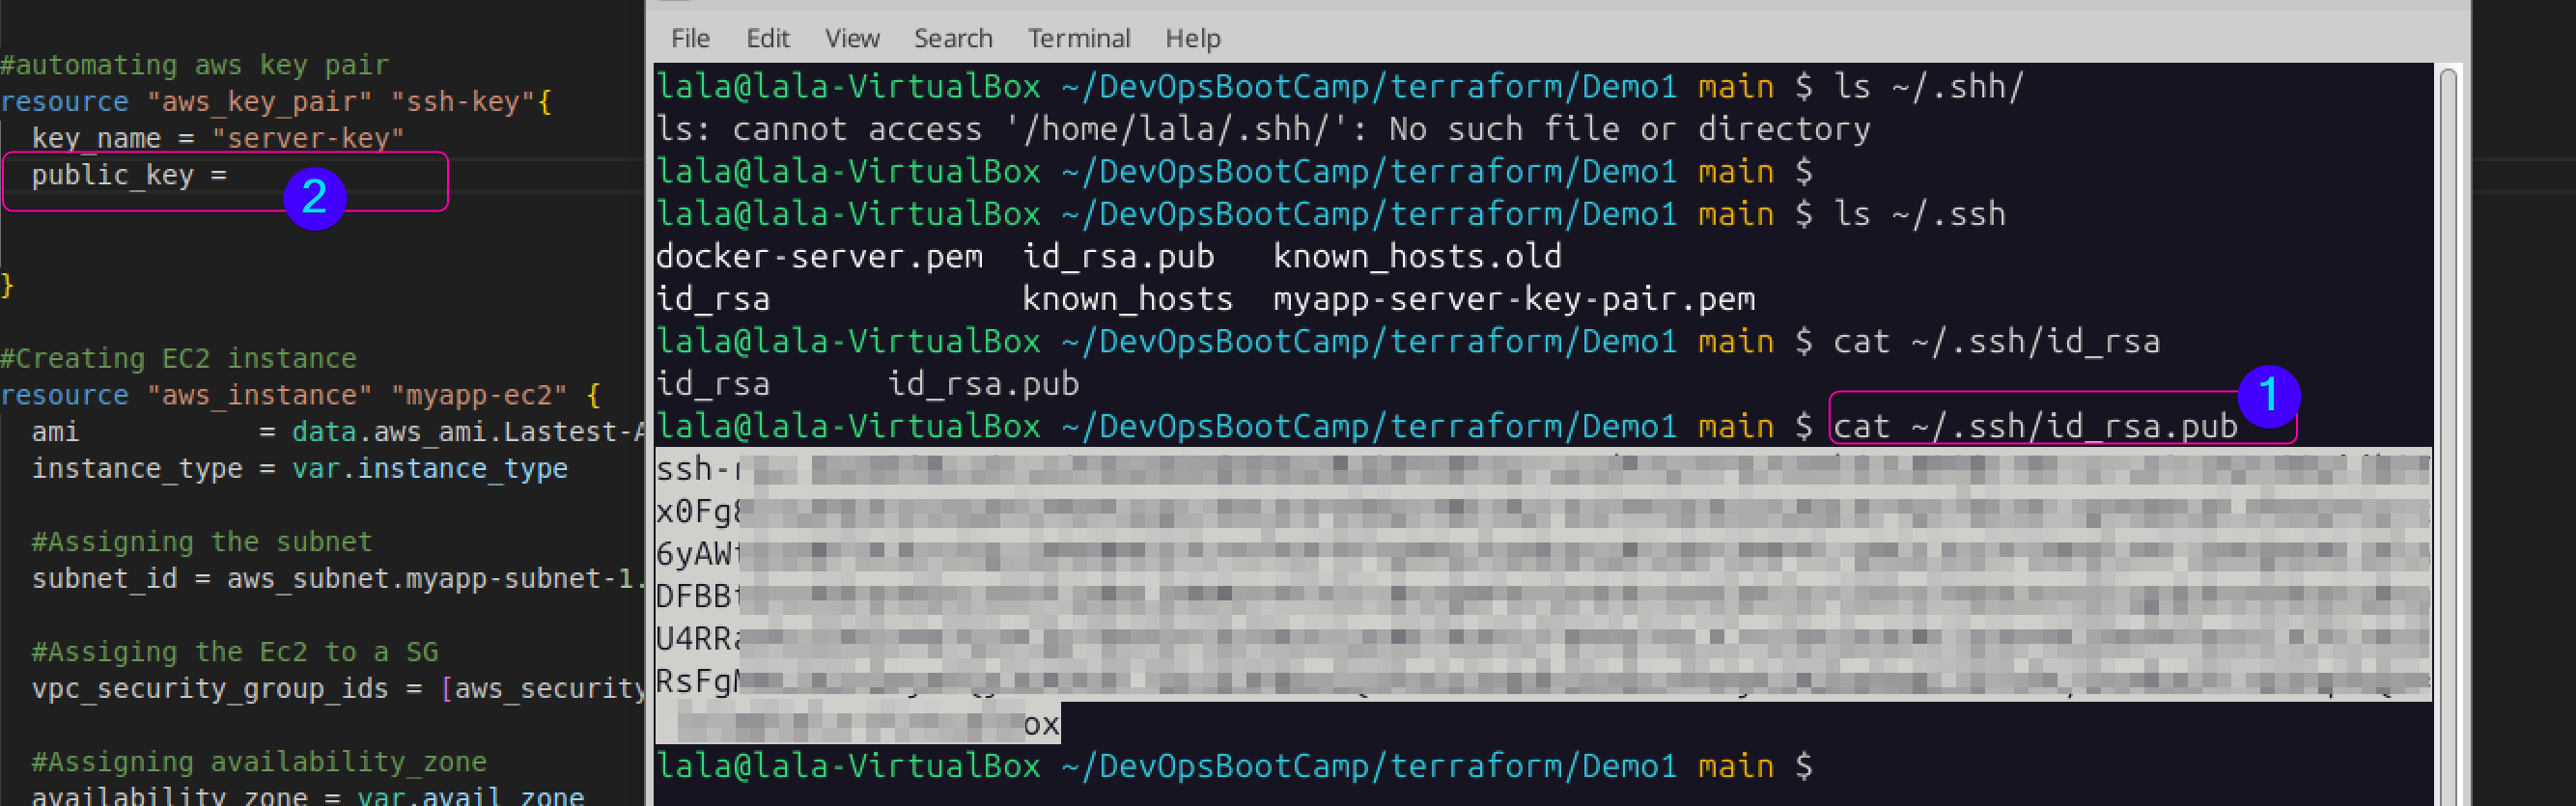 #automating aws key pair
resource "aws_key_pair" "ssh-key"{
key_name = "server-key"
public_key =
2
}
#Creating EC2 instance
resource "aws_instance" "myapp-ec2" {
ami = data.aws_ami.Lastest-A
instance_type = var.instance_type
#Assigning the subnet
subnet_id = aws_subnet.myapp-subnet-1.
#Assiging the Ec2 to a SG
vpc_security_group_ids = [aws_security
#Assigning availability_zone
availability_zone = var.avail_zone
File Edit View Search Terminal Help
lala@lala-VirtualBox ~/DevOpsBootCamp/terraform/Demo1 main $ ls ~/.shh/
ls: cannot access '/home/lala/.shh/': No such file or directory
lala@lala-VirtualBox ~/DevOpsBootCamp/terraform/Demo1 main $
lala@lala-VirtualBox ~/DevOpsBootCamp/terraform/Demo1 main $ ls ~/.ssh
docker-server.pem id_rsa.pub known_hosts.old
id_rsa known_hosts myapp-server-key-pair.pem
lala@lala-VirtualBox ~/DevOpsBootCamp/terraform/Demo1 main $ cat ~/.ssh/id_rsa
id_rsa id_rsa.pub
lala@lala-VirtualBox ~/DevOpsBootCamp/terraform/Demo1 main $ cat ~/.ssh/id_rsa.pub
1
ssh-
x0Fg
6yAW
DFBB
U4RR
RsFg
ox
lala@lala-VirtualBox ~/DevOpsBootCamp/terraform/Demo1 main $